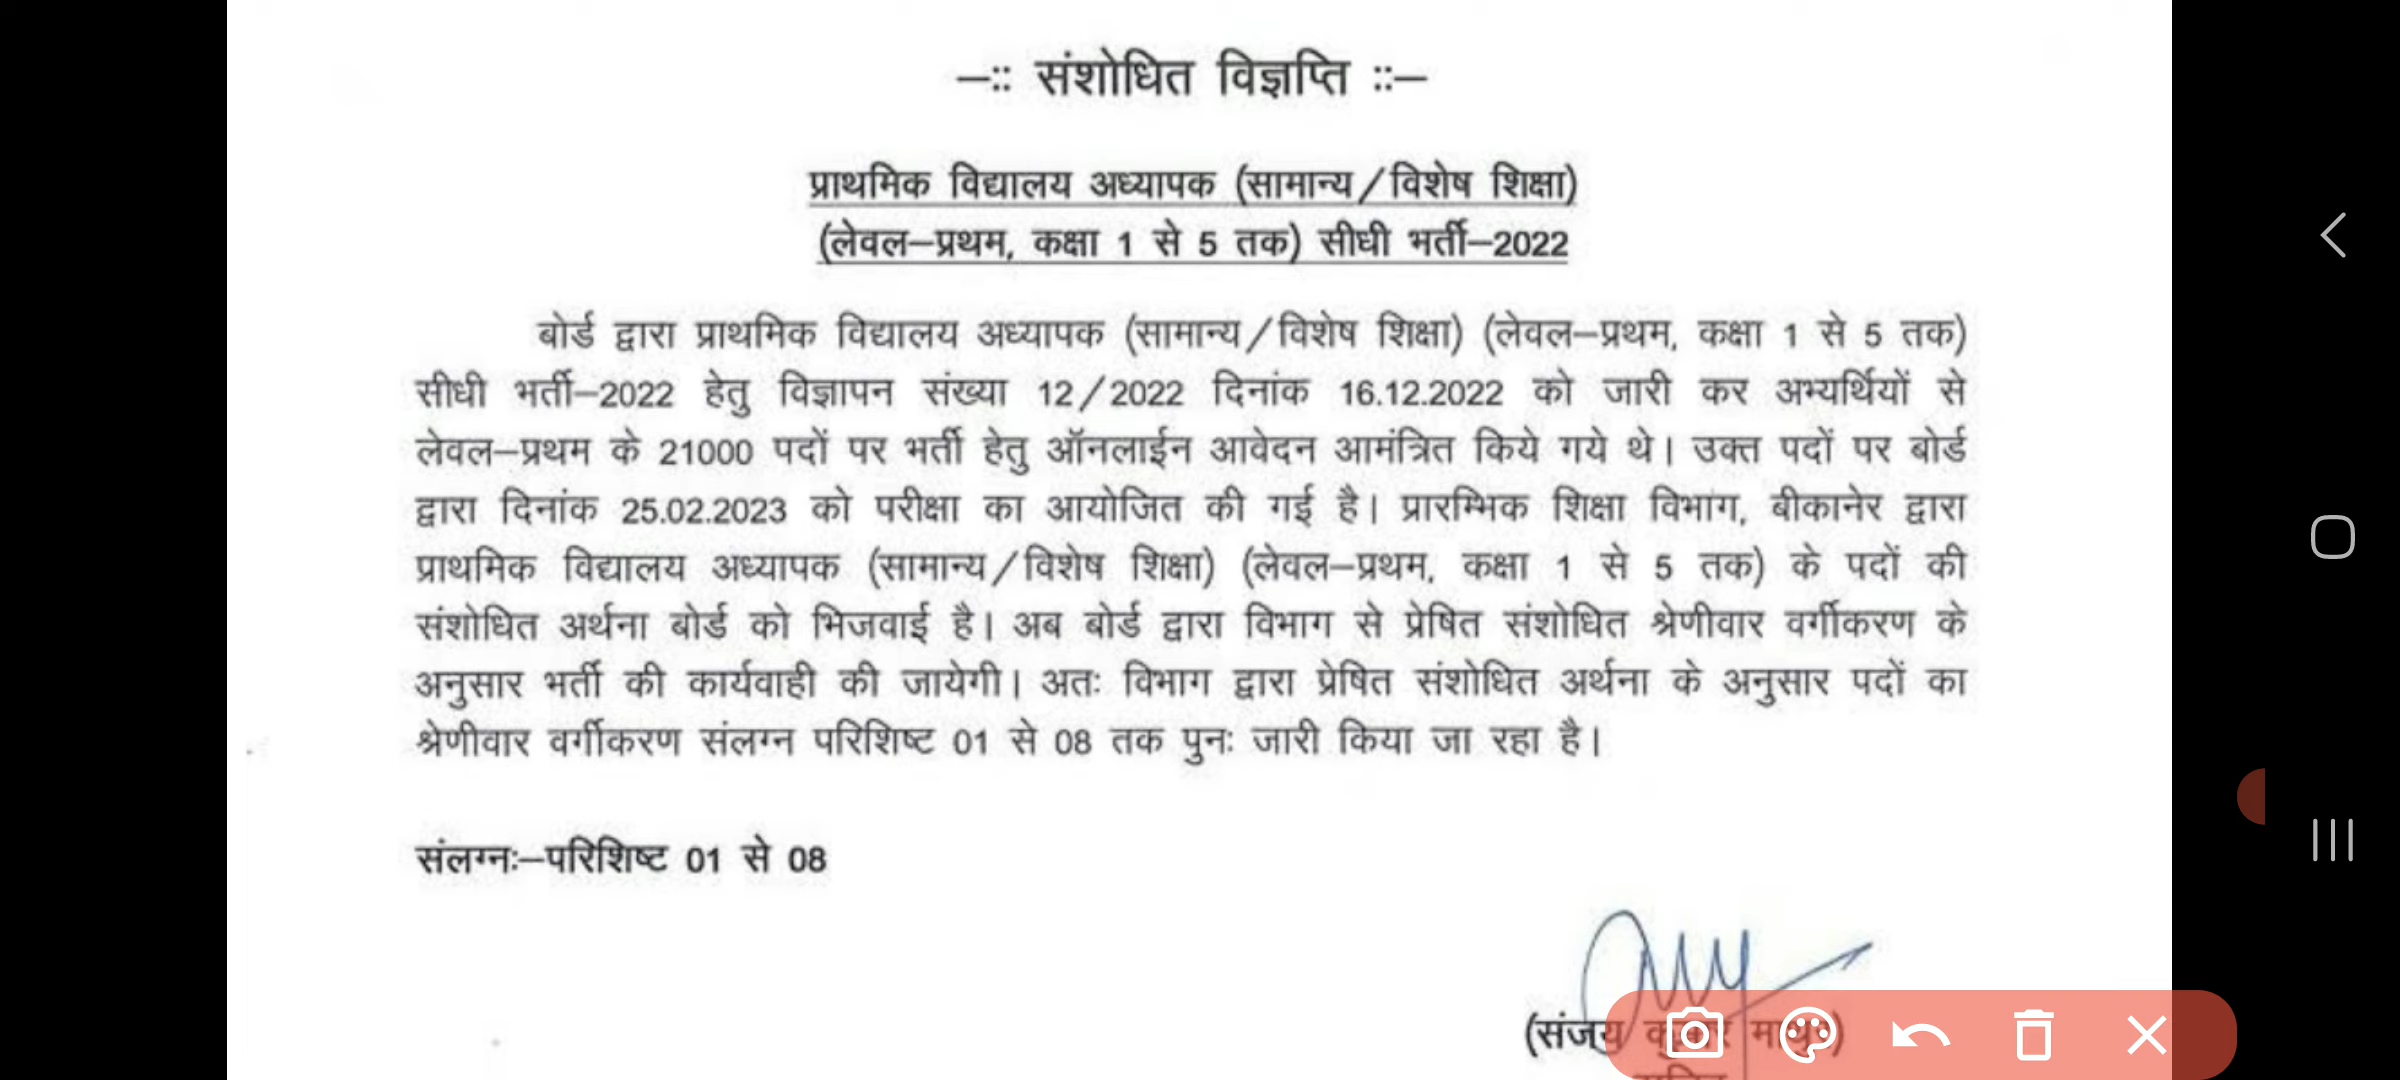 —:: संशोधित विज्ञप्ति ::—
प्राथमिक विद्यालय अध्यापक (सामान्य/विशेष शिक्षा)
(लेवल—प्रथम, कक्षा 1 से 5 तक) सीधी भर्ती—2022
बोर्ड द्वारा प्राथमिक विद्यालय अध्यापक (सामान्य/विशेष शिक्षा) (लेवल—प्रथम, कक्षा 1 से 5 तक)
सीधी भर्ती—2022 हेतु विज्ञापन संख्या 12/2022 दिनांक 16.12.2022 को जारी कर अभ्यर्थियों से
लेवल—प्रथम के 21000 पदों पर भर्ती हेतु ऑनलाईन आवेदन आमंत्रित किये गये थे। उक्त पदों पर बोर्ड
द्वारा दिनांक 25.02.2023 को परीक्षा का आयोजित की गई है। प्रारम्भिक शिक्षा विभाग, बीकानेर द्वारा
प्राथमिक विद्यालय अध्यापक (सामान्य/विशेष शिक्षा) (लेवल—प्रथम, कक्षा 1 से 5 तक) के पदों की
संशोधित अर्थना बोर्ड को भिजवाई है। अब बोर्ड द्वारा विभाग से प्रेषित संशोधित श्रेणीवार वर्गीकरण के
अनुसार भर्ती की कार्यवाही की जायेगी। अतः विभाग द्वारा प्रेषित संशोधित अर्थना के अनुसार पदों का
श्रेणीवार वर्गीकरण संलग्न परिशिष्ट 01 से 08 तक पुनः जारी किया जा रहा है।
संलग्नः—परिशिष्ट 01 से 08
(संजय